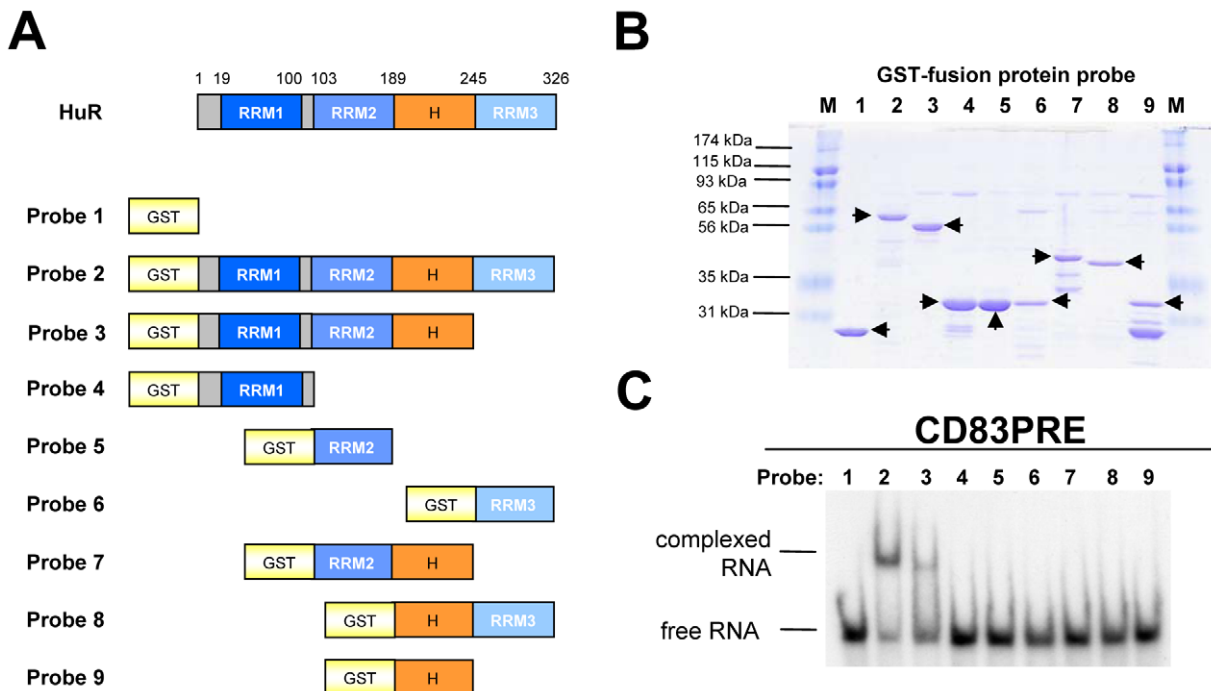 A
1 19 100 103 189 245 326
HuR RRM1 RRM2 H RRM3
Probe 1 GST
Probe 2 GST RRM1 RRM2 H RRM3
Probe 3 GST RRM1 RRM2 H
Probe 4 GST RRM1
Probe 5 GST RRM2
Probe 6 GST RRM3
Probe 7 GST RRM2 H
Probe 8 GST H RRM3
Probe 9 GST H
B
GST-fusion protein probe
M 1 2 3 4 5 6 7 8 9 M
174 kDa
115 kDa
93 kDa
65 kDa
56 kDa
35 kDa
31 kDa
C
CD83PRE
Probe: 1 2 3 4 5 6 7 8 9
complexed
RNA
free RNA